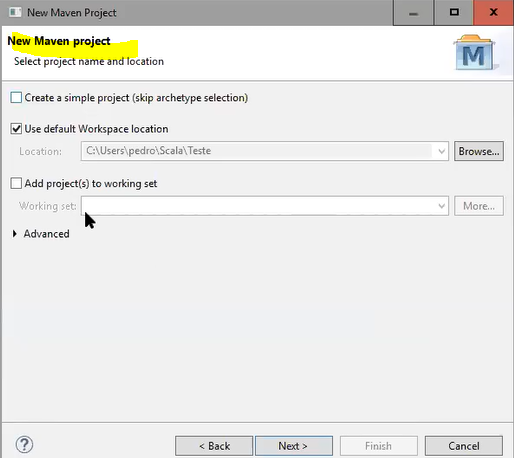 New Maven Project
New Maven project
Select project name and location
M
Create a simple project (skip archetype selection)
Use default Workspace location
Location: C:\Users\pedro\Scala\Teste Browse...
Add project(s) to working set
Working set: More...
Advanced
? < Back Next > Finish Cancel